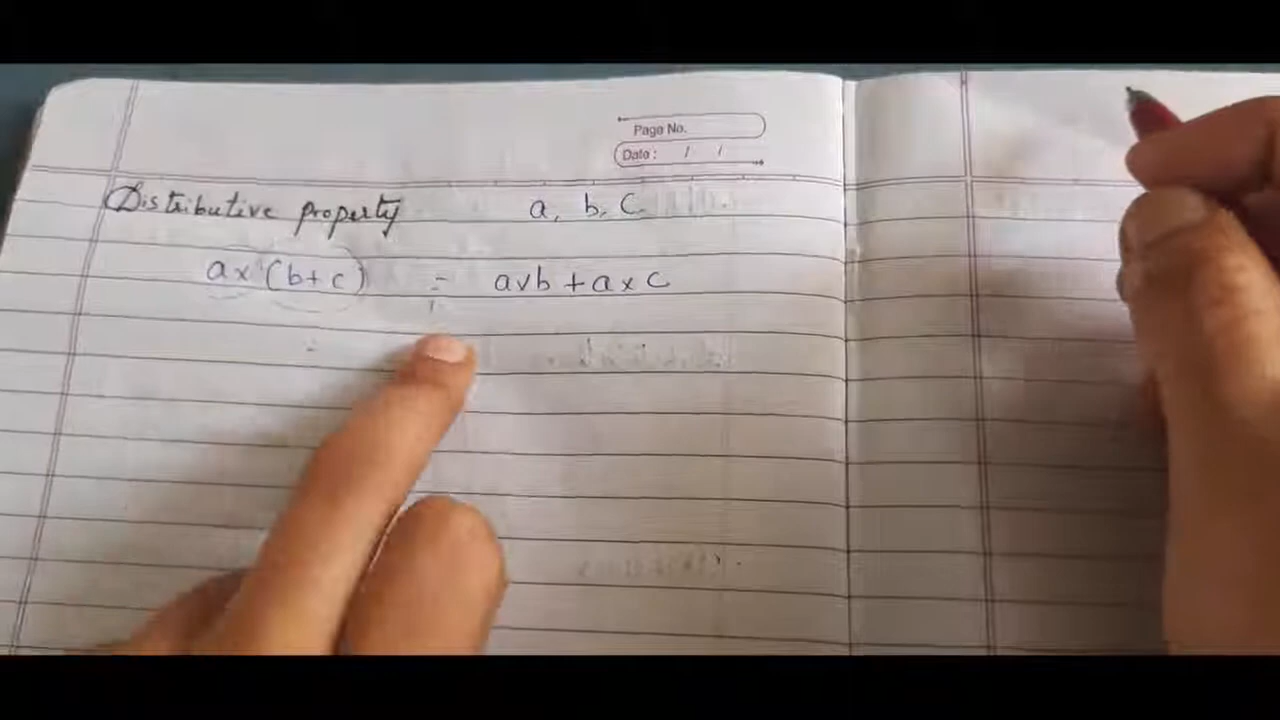 Page No.
Date : / /
Distributive property a, b, c.
a× (b+c) = a×b + a × c